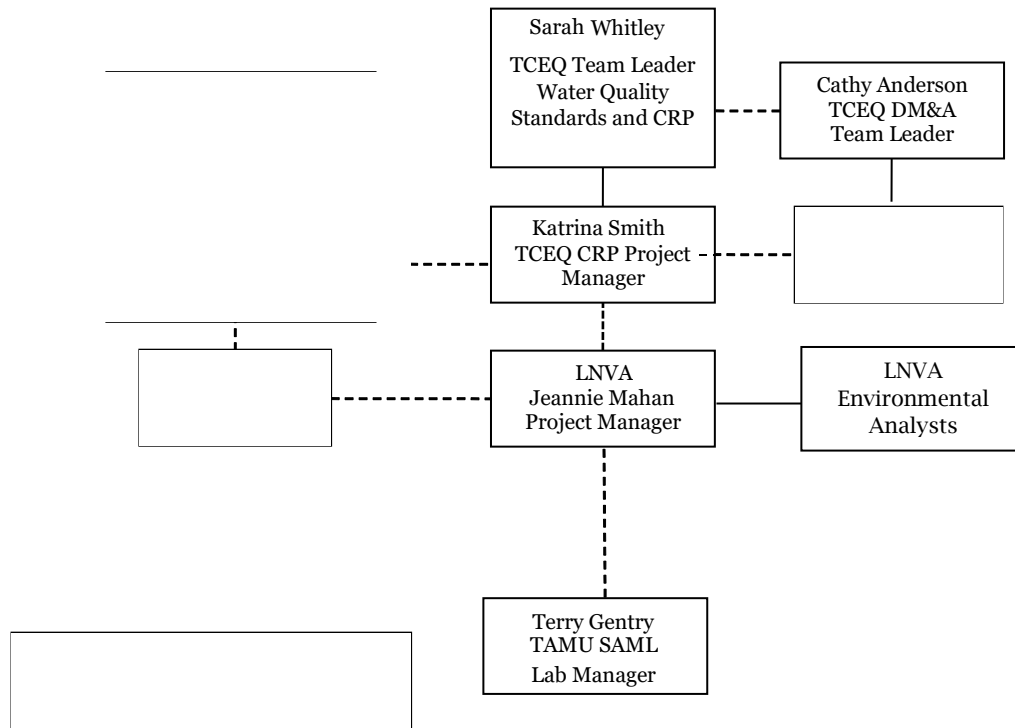 Sarah Whitley
TCEQ Team Leader
Water Quality
Standards and CRP
Cathy Anderson
TCEQ DM&A
Team Leader
Katrina Smith
TCEQ CRP Project
Manager
LNVA
Jeannie Mahan
Project Manager
LNVA
Environmental
Analysts
Terry Gentry
TAMU SAML
Lab Manager